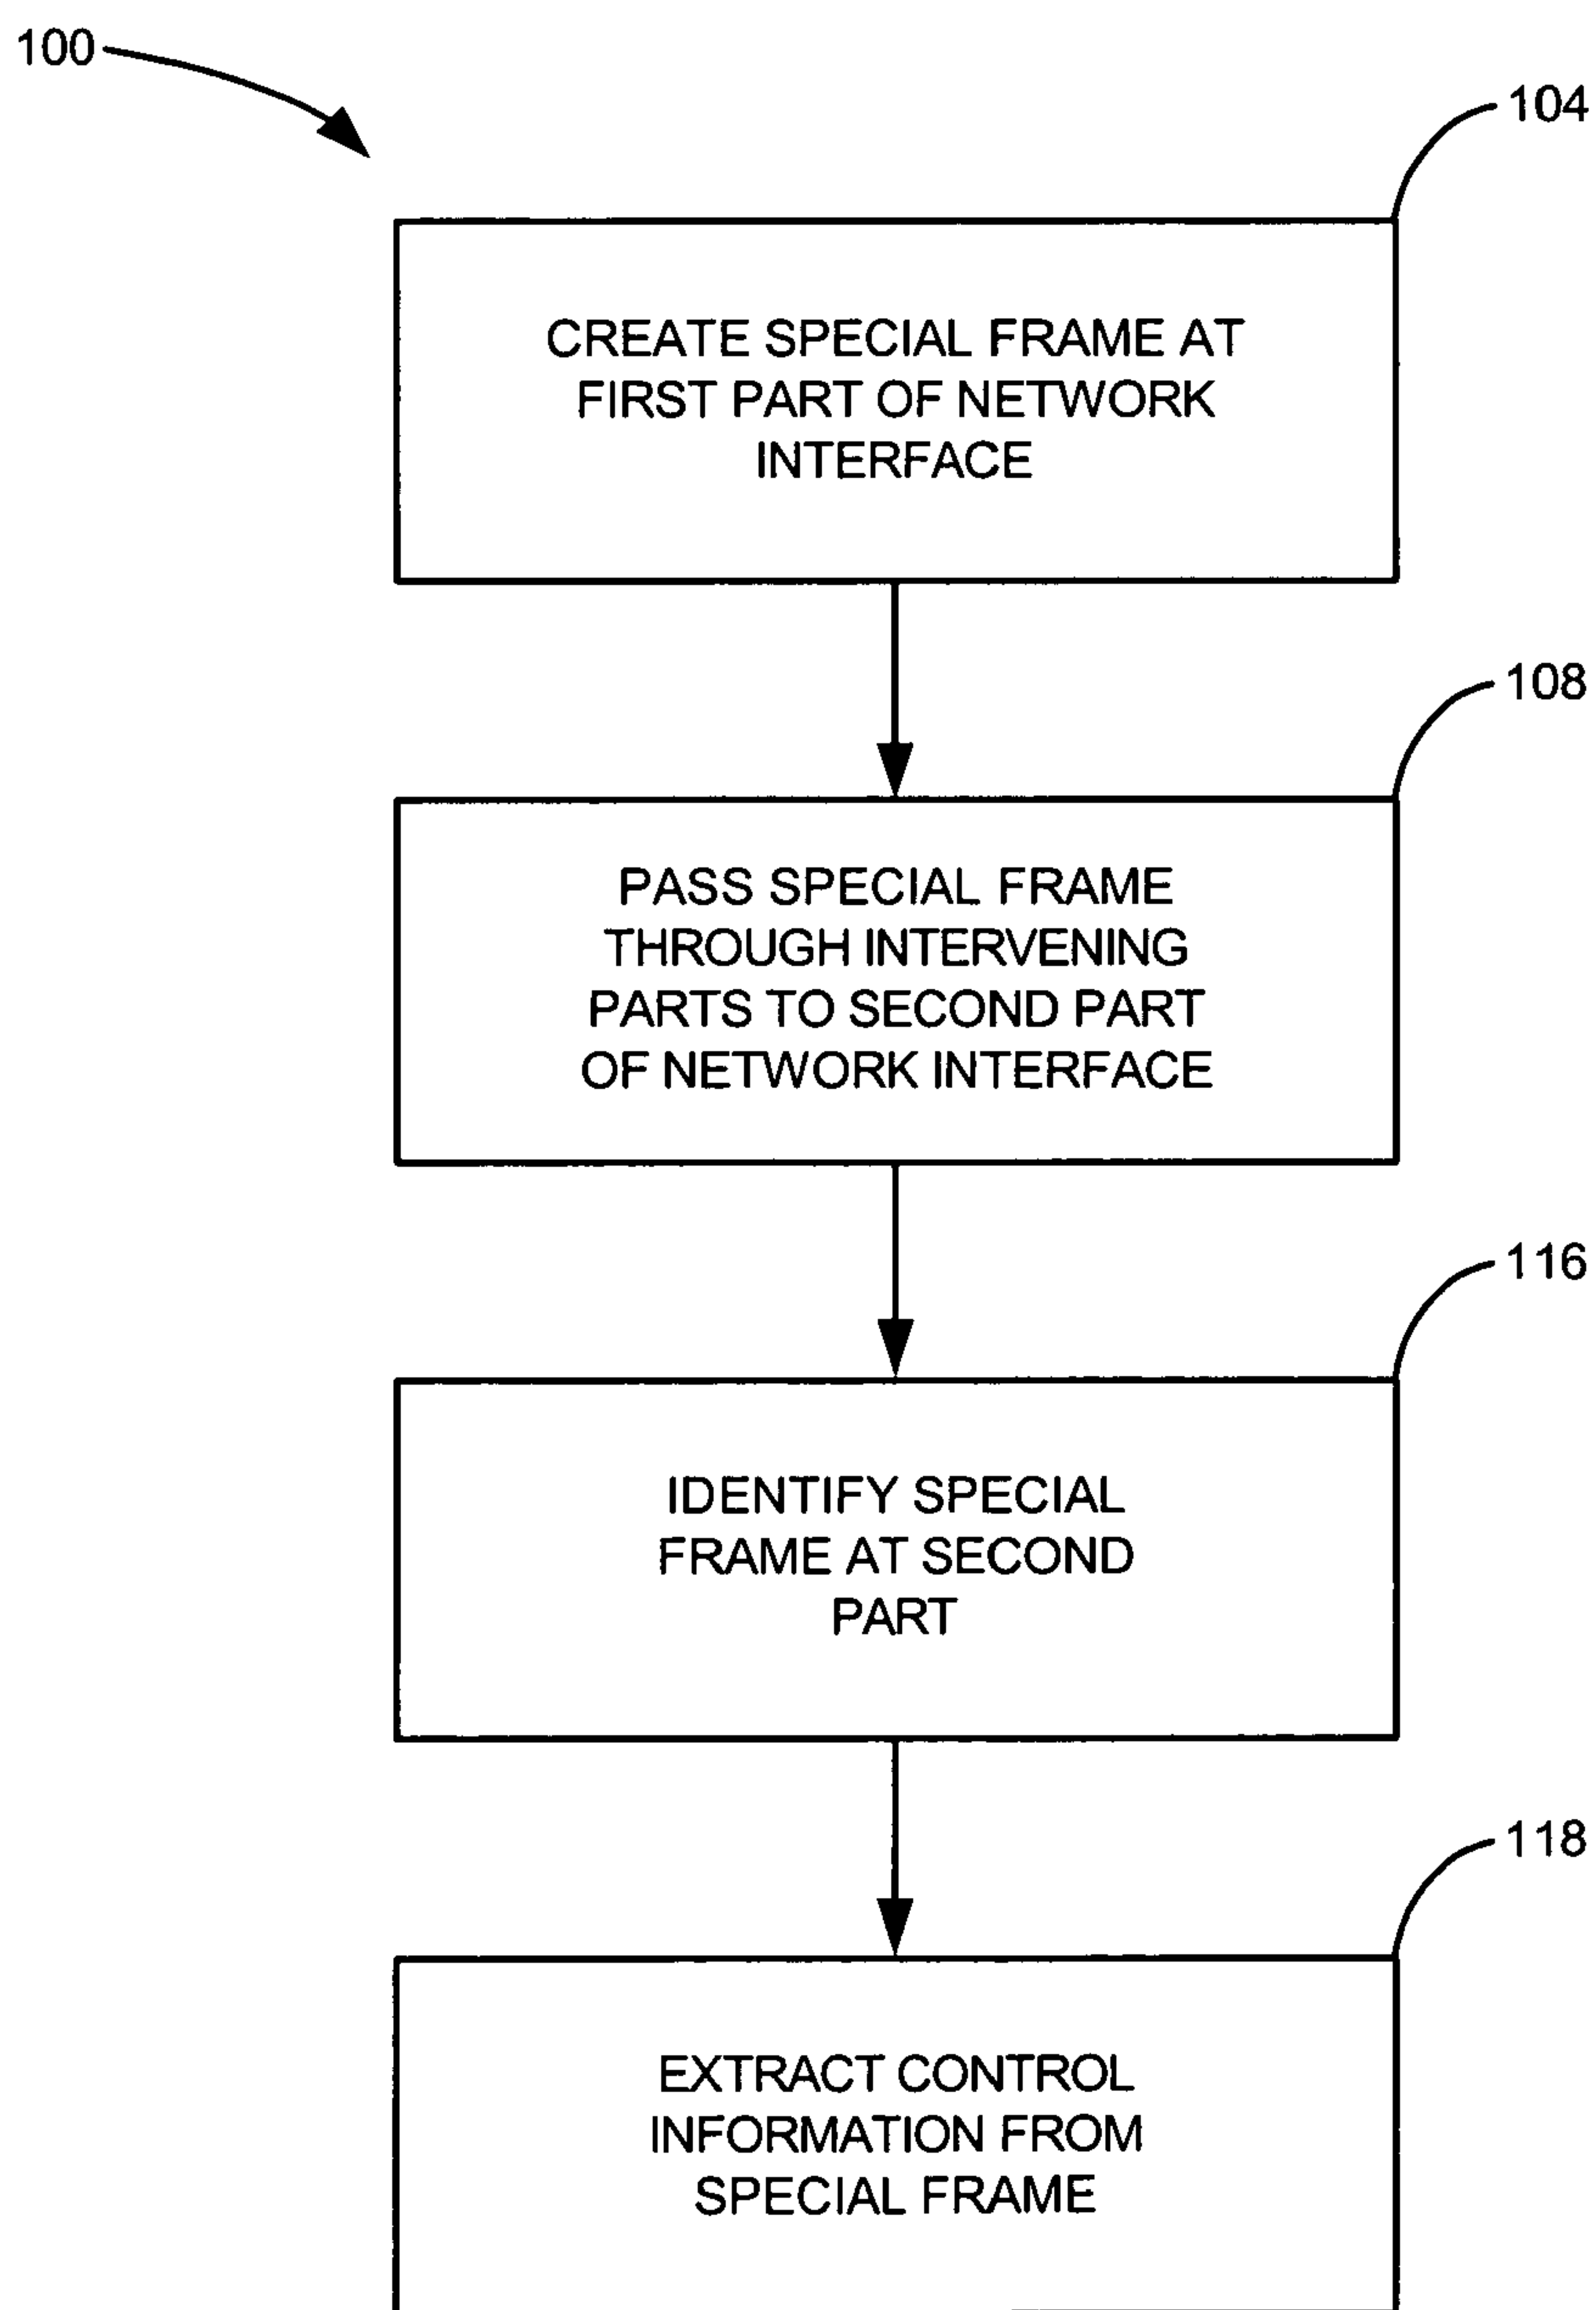 100
104
CREATE SPECIAL FRAME AT
FIRST PART OF NETWORK
INTERFACE
108
PASS SPECIAL FRAME
THROUGH INTERVENING
PARTS TO SECOND PART
OF NETWORK INTERFACE
116
IDENTIFY SPECIAL
FRAME AT SECOND
PART
118
EXTRACT CONTROL
INFORMATION FROM
SPECIAL FRAME